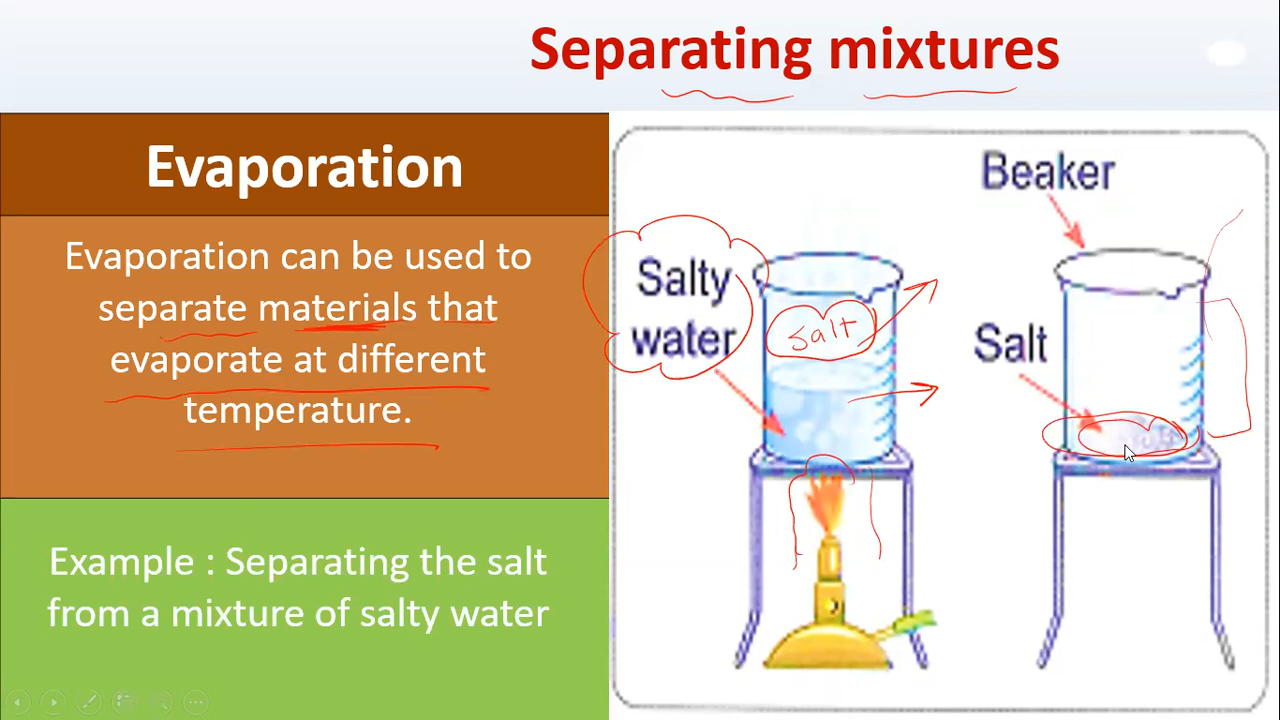 Separating mixtures
Evaporation
Evaporation can be used to
separate materials that
evaporate at different
temperature.
Example : Separating the salt
from a mixture of salty water
Beaker
Salty
water
salt
Salt